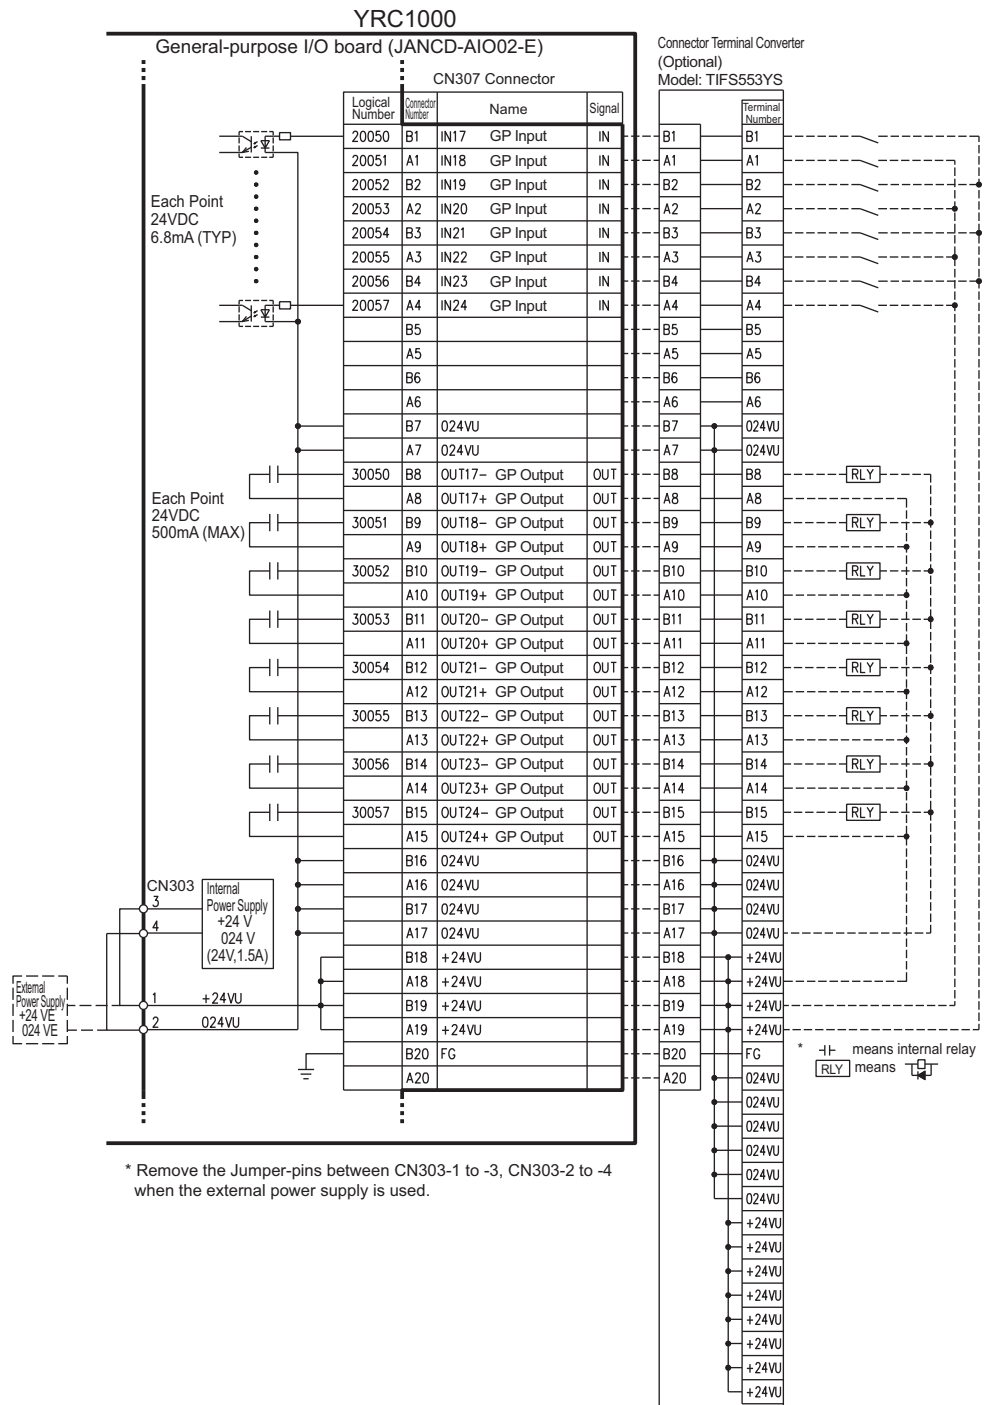 YRC1000
General-purpose I/O board (JANCD-AIO02-E)
CN307 Connector
Connector Terminal Converter
(Optional)
Model: TIFS553YS
Logical Number Connector Number Name Signal Terminal Number
20050 B1 IN17 GP Input IN B1 B1
20051 A1 IN18 GP Input IN A1 A1
20052 B2 IN19 GP Input IN B2 B2
20053 A2 IN20 GP Input IN A2 A2
20054 B3 IN21 GP Input IN B3 B3
20055 A3 IN22 GP Input IN A3 A3
20056 B4 IN23 GP Input IN B4 B4
20057 A4 IN24 GP Input IN A4 A4
Each Point
24VDC
6.8mA (TYP)
B5 B5 B5
A5 A5 A5
B6 B6 B6
A6 A6 A6
B7 024VU B7 024VU
A7 024VU A7 024VU
30050 B8 OUT17- GP Output OUT B8 B8 RLY
A8 OUT17+ GP Output OUT A8 A8
30051 B9 OUT18- GP Output OUT B9 B9 RLY
A9 OUT18+ GP Output OUT A9 A9
30052 B10 OUT19- GP Output OUT B10 B10 RLY
A10 OUT19+ GP Output OUT A10 A10
30053 B11 OUT20- GP Output OUT B11 B11 RLY
A11 OUT20+ GP Output OUT A11 A11
30054 B12 OUT21- GP Output OUT B12 B12 RLY
A12 OUT21+ GP Output OUT A12 A12
30055 B13 OUT22- GP Output OUT B13 B13 RLY
A13 OUT22+ GP Output OUT A13 A13
30056 B14 OUT23- GP Output OUT B14 B14 RLY
A14 OUT23+ GP Output OUT A14 A14
30057 B15 OUT24- GP Output OUT B15 B15 RLY
A15 OUT24+ GP Output OUT A15 A15
Each Point
24VDC
500mA (MAX)
B16 024VU B16 024VU
A16 024VU A16 024VU
B17 024VU B17 024VU
A17 024VU A17 024VU
B18 +24VU B18 +24VU
A18 +24VU A18 +24VU
B19 +24VU B19 +24VU
A19 +24VU A19 +24VU
B20 FG B20 FG
A20 A20 024VU
024VU
024VU
024VU
024VU
024VU
+24VU
+24VU
+24VU
+24VU
+24VU
+24VU
+24VU
+24VU
CN303
3
4
Internal
Power Supply
+24 V
024 V
(24V,1.5A)
External
Power Supply
+24 VE
024 VE
1 +24VU
2 024VU
* means internal relay
RLY means
* Remove the Jumper-pins between CN303-1 to -3, CN303-2 to -4
when the external power supply is used.